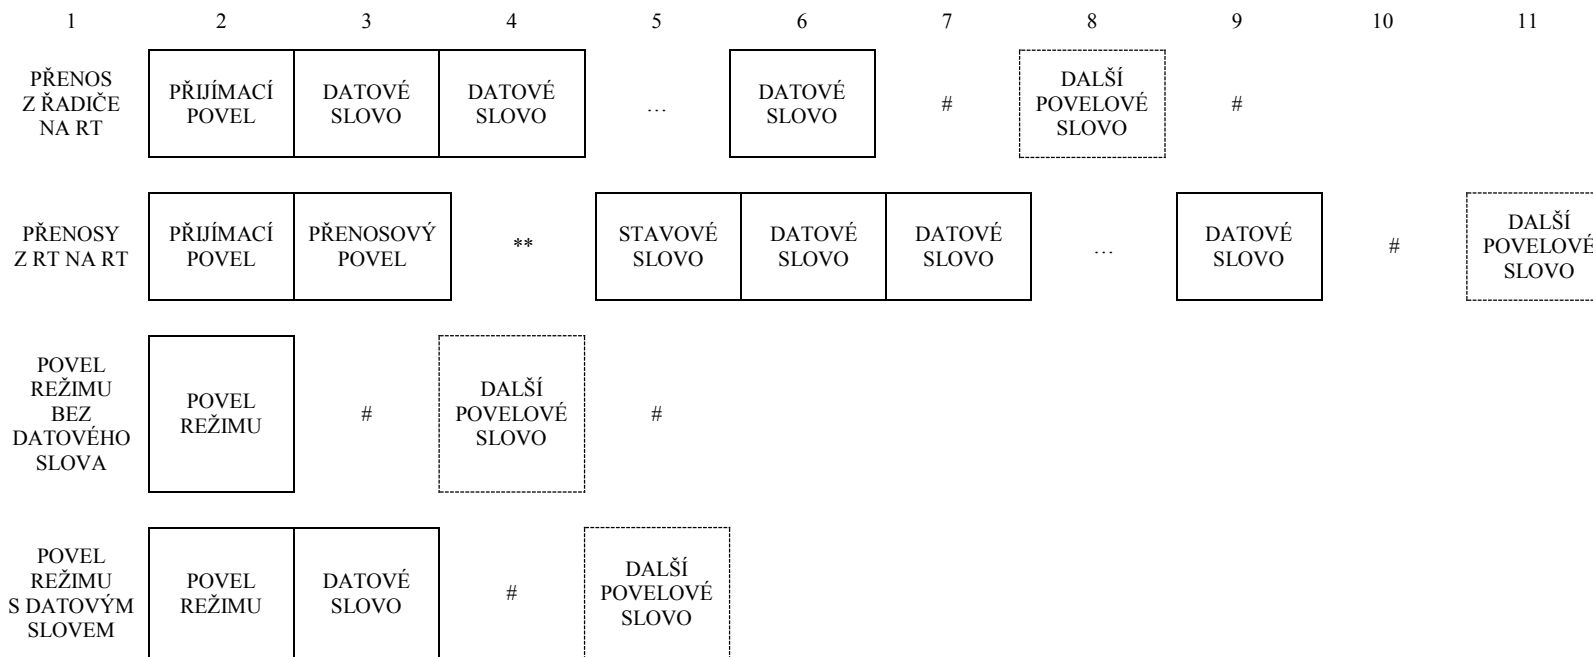 1 2 3 4 5 6 7 8 9 10 11
PŘENOS
Z ŘADIČE
NA RT
PŘIJÍMACÍ
POVEL
DATOVÉ
SLOVO
DATOVÉ
SLOVO
…
DATOVÉ
SLOVO
#
DALŠÍ
POVELOVÉ
SLOVO
#
PŘENOSY
Z RT NA RT
PŘIJÍMACÍ
POVEL
PŘENOSOVÝ
POVEL
**
STAVOVÉ
SLOVO
DATOVÉ
SLOVO
DATOVÉ
SLOVO
…
DATOVÉ
SLOVO
#
DALŠÍ
POVELOVÉ
SLOVO
POVEL
REŽIMU
BEZ
DATOVÉHO
SLOVA
POVEL
REŽIMU
#
DALŠÍ
POVELOVÉ
SLOVO
#
POVEL
REŽIMU
S DATOVÝM
SLOVEM
POVEL
REŽIMU
DATOVÉ
SLOVO
#
DALŠÍ
POVELOVÉ
SLOVO